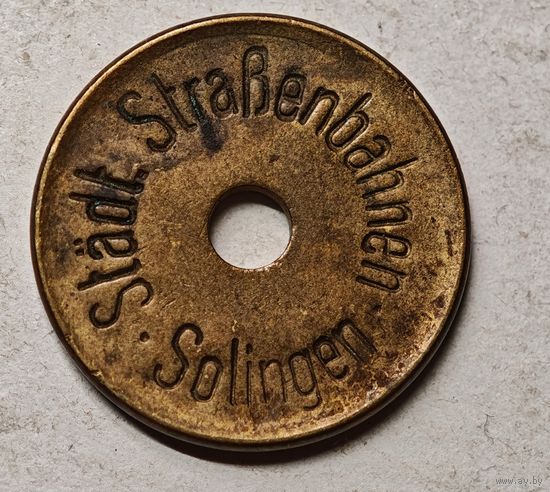 Städt. Straßenbahnen
· Solingen ·
www.ay.by